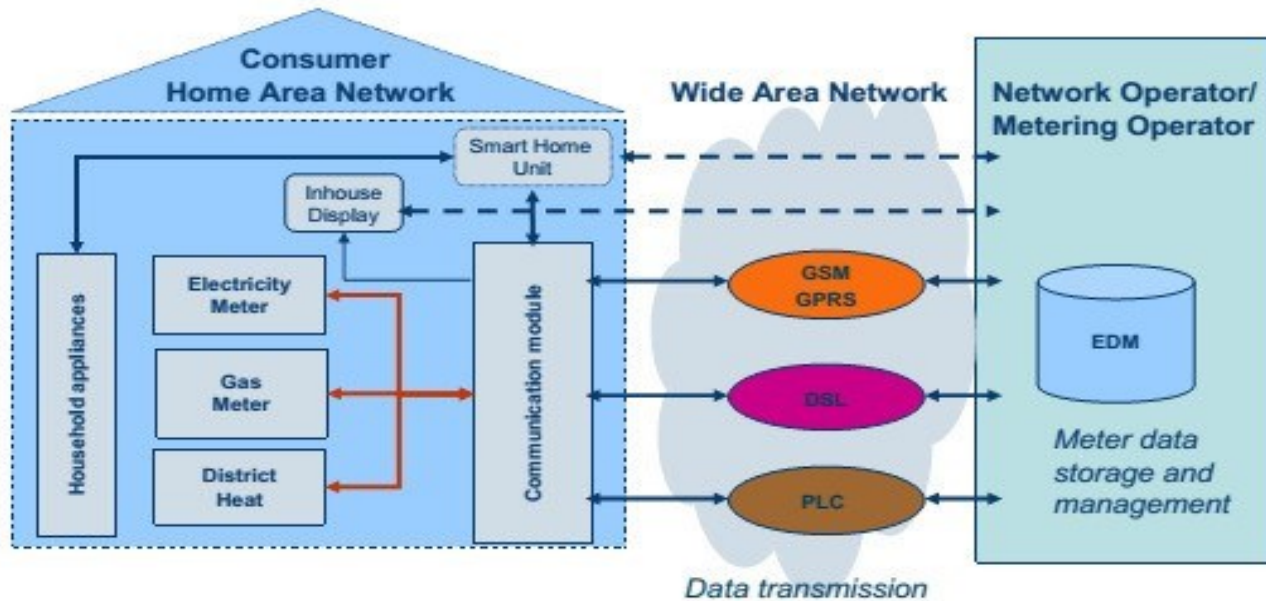 Consumer
Home Area Network
Wide Area Network
Network Operator/
Metering Operator
Smart Home
Unit
Inhouse
Display
Household appliances
Electricity
Meter
Gas
Meter
District
Heat
Communication module
GSM
GPRS
DSL
PLC
EDM
Meter data
storage and
management
Data transmission